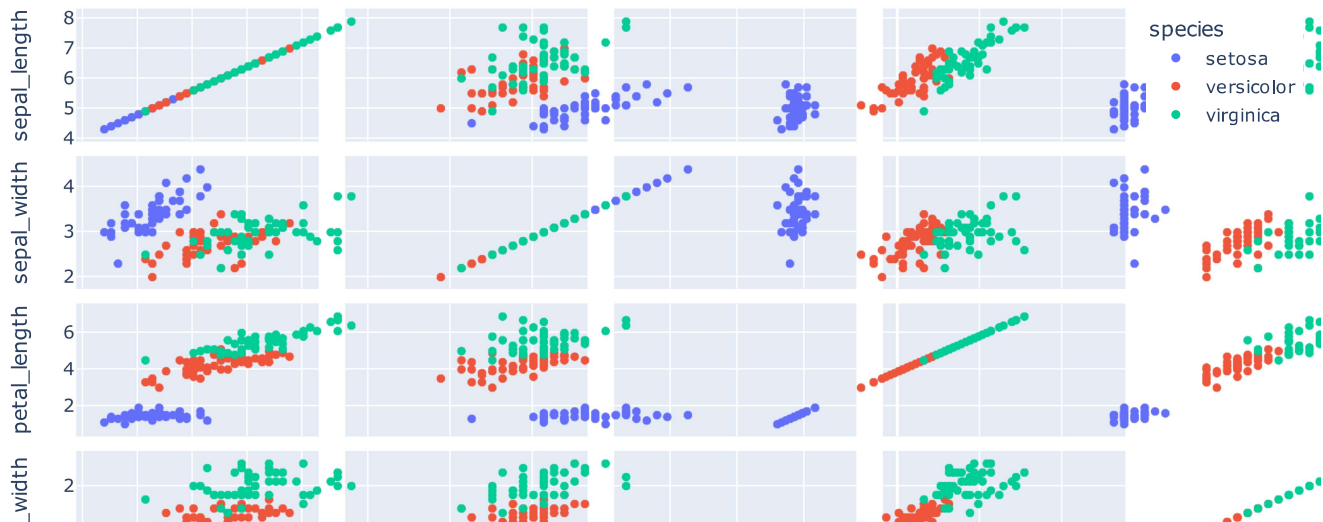 sepal_length
8
7
6
5
4
species
setosa
versicolor
virginica
sepal_width
4
3
2
petal_length
6
4
2
_width
2